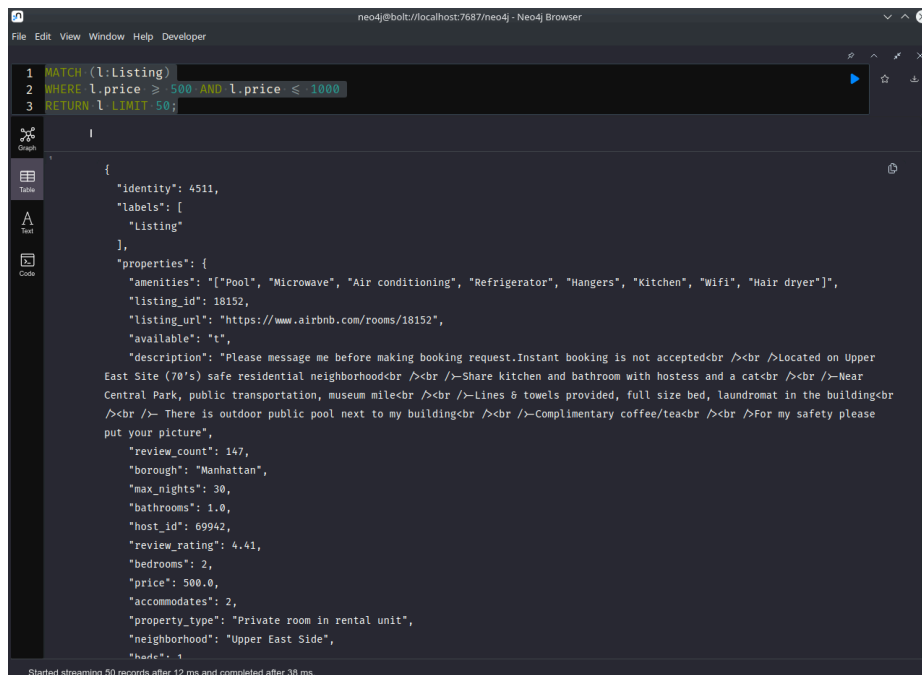 neo4j@bolt://localhost:7687/neo4j - Neo4j Browser
File Edit View Window Help Developer
1 MATCH (l:Listing)
2 WHERE l.price ≥ 500 AND l.price ≤ 1000
3 RETURN l LIMIT 50;
Graph
Table
A
Text
Code
l
{
"identity": 4511,
"labels": [
"Listing"
],
"properties": {
"amenities": "["Pool", "Microwave", "Air conditioning", "Refrigerator", "Hangers", "Kitchen", "Wifi", "Hair dryer"]",
"listing_id": 18152,
"listing_url": "https://www.airbnb.com/rooms/18152",
"available": "t",
"description": "Please message me before making booking request.Instant booking is not accepted<br /><br />Located on Upper
East Site (70's) safe residential neighborhood<br /><br />-Share kitchen and bathroom with hostess and a cat<br /><br />-Near
Central Park, public transportation, museum mile<br /><br />-Lines & towels provided, full size bed, laundromat in the building<br
/><br />- There is outdoor public pool next to my building<br /><br />-Complimentary coffee/tea<br /><br />For my safety please
put your picture",
"review_count": 147,
"borough": "Manhattan",
"max_nights": 30,
"bathrooms": 1.0,
"host_id": 69942,
"review_rating": 4.41,
"bedrooms": 2,
"price": 500.0,
"accommodates": 2,
"property_type": "Private room in rental unit",
"neighborhood": "Upper East Side",
"beds": 1
Started streaming 50 records after 12 ms and completed after 38 ms.